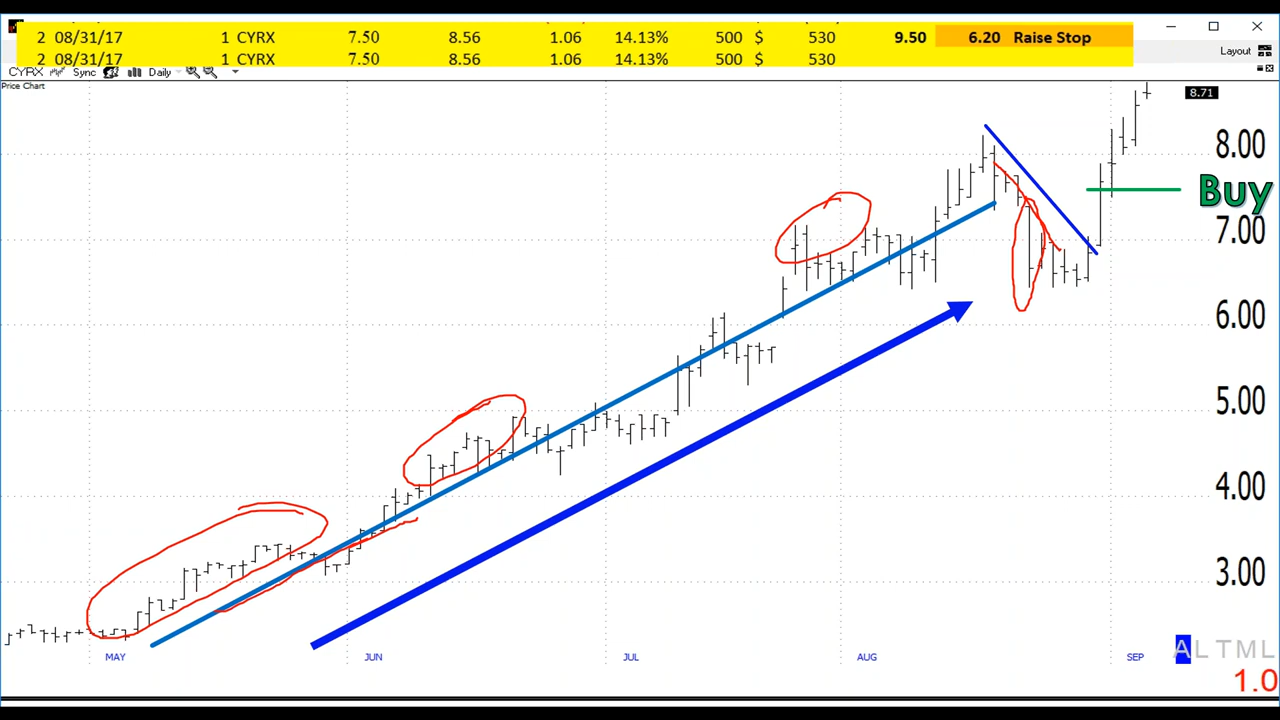 2 08/31/17 1 CYRX 7.50 8.56 1.06 14.13% 500 $ 530 9.50 6.20 Raise Stop
2 08/31/17 1 CYRX 7.50 8.56 1.06 14.13% 500 $ 530
Layout
CYRX Sync Daily
Price Chart
8.71
8.00
Buy
7.00
6.00
5.00
4.00
3.00
MAY JUN JUL AUG SEP
A L T M L
1.0